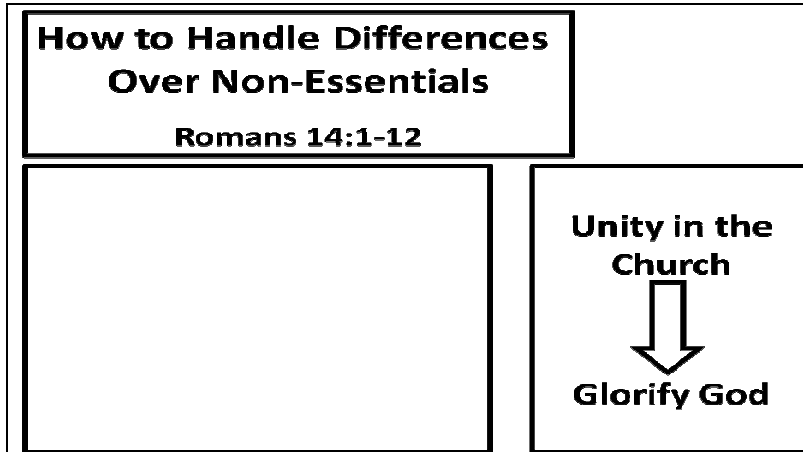 How to Handle Differences
Over Non-Essentials
Romans 14:1-12
Unity in the
Church
Glorify God